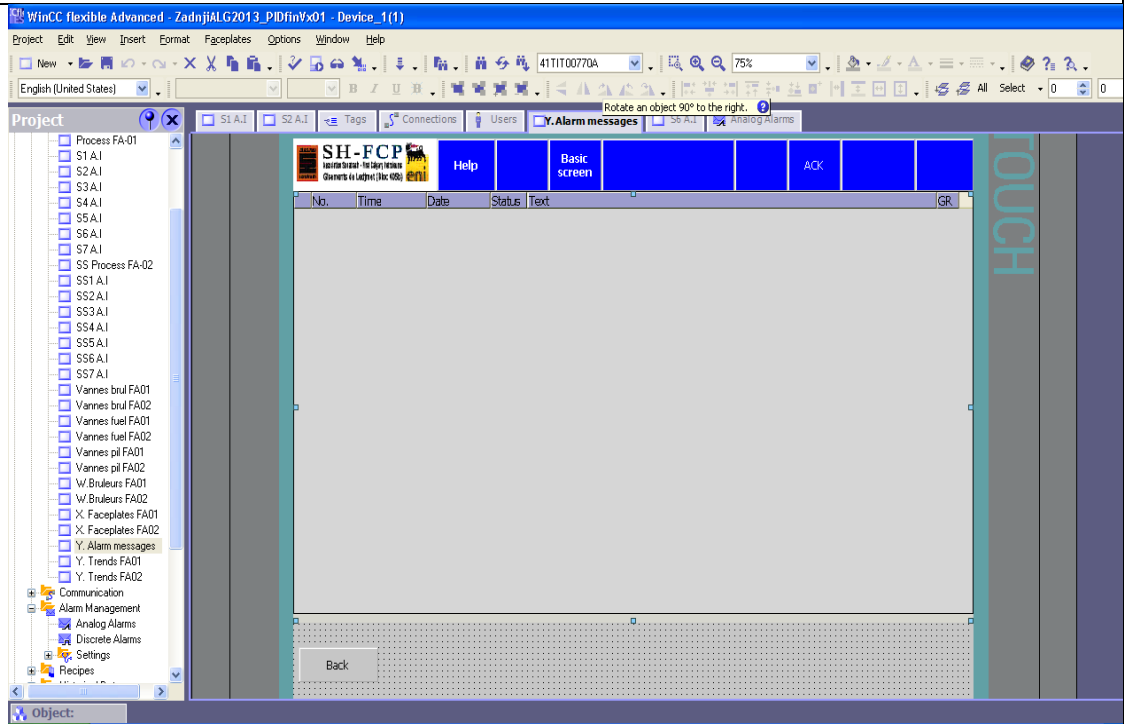 WinCC flexible Advanced - ZadnjiALG2013_PIDfinVx01 - Device_1(1)
Project Edit View Insert Format Faceplates Options Window Help
New 41TIT00770A 75%
English (United States) B I U B All Select 0 0
Rotate an object 90° to the right.
Project S1 A.I S2 A.I Tags Connections Users Y.Alarm messages S6 A.I Analog Alarms
Process FA-01
S1 A.I
S2 A.I
S3 A.I
S4 A.I
S5 A.I
S6 A.I
S7 A.I
SS Process FA-02
SS1 A.I
SS2 A.I
SS3 A.I
SS4 A.I
SS5 A.I
SS6 A.I
SS7 A.I
Vannes brul FA01
Vannes brul FA02
Vannes fuel FA01
Vannes fuel FA02
Vannes pil FA01
Vannes pil FA02
W.Bruleurs FA01
W.Bruleurs FA02
X. Faceplates FA01
X. Faceplates FA02
Y. Alarm messages
Y. Trends FA01
Y. Trends FA02
Communication
Alarm Management
Analog Alarms
Discrete Alarms
Settings
Recipes
Object:
SH-FCP
eni
Help Basic screen ACK
No. Time Date Status Text GR
Back
TOUCH